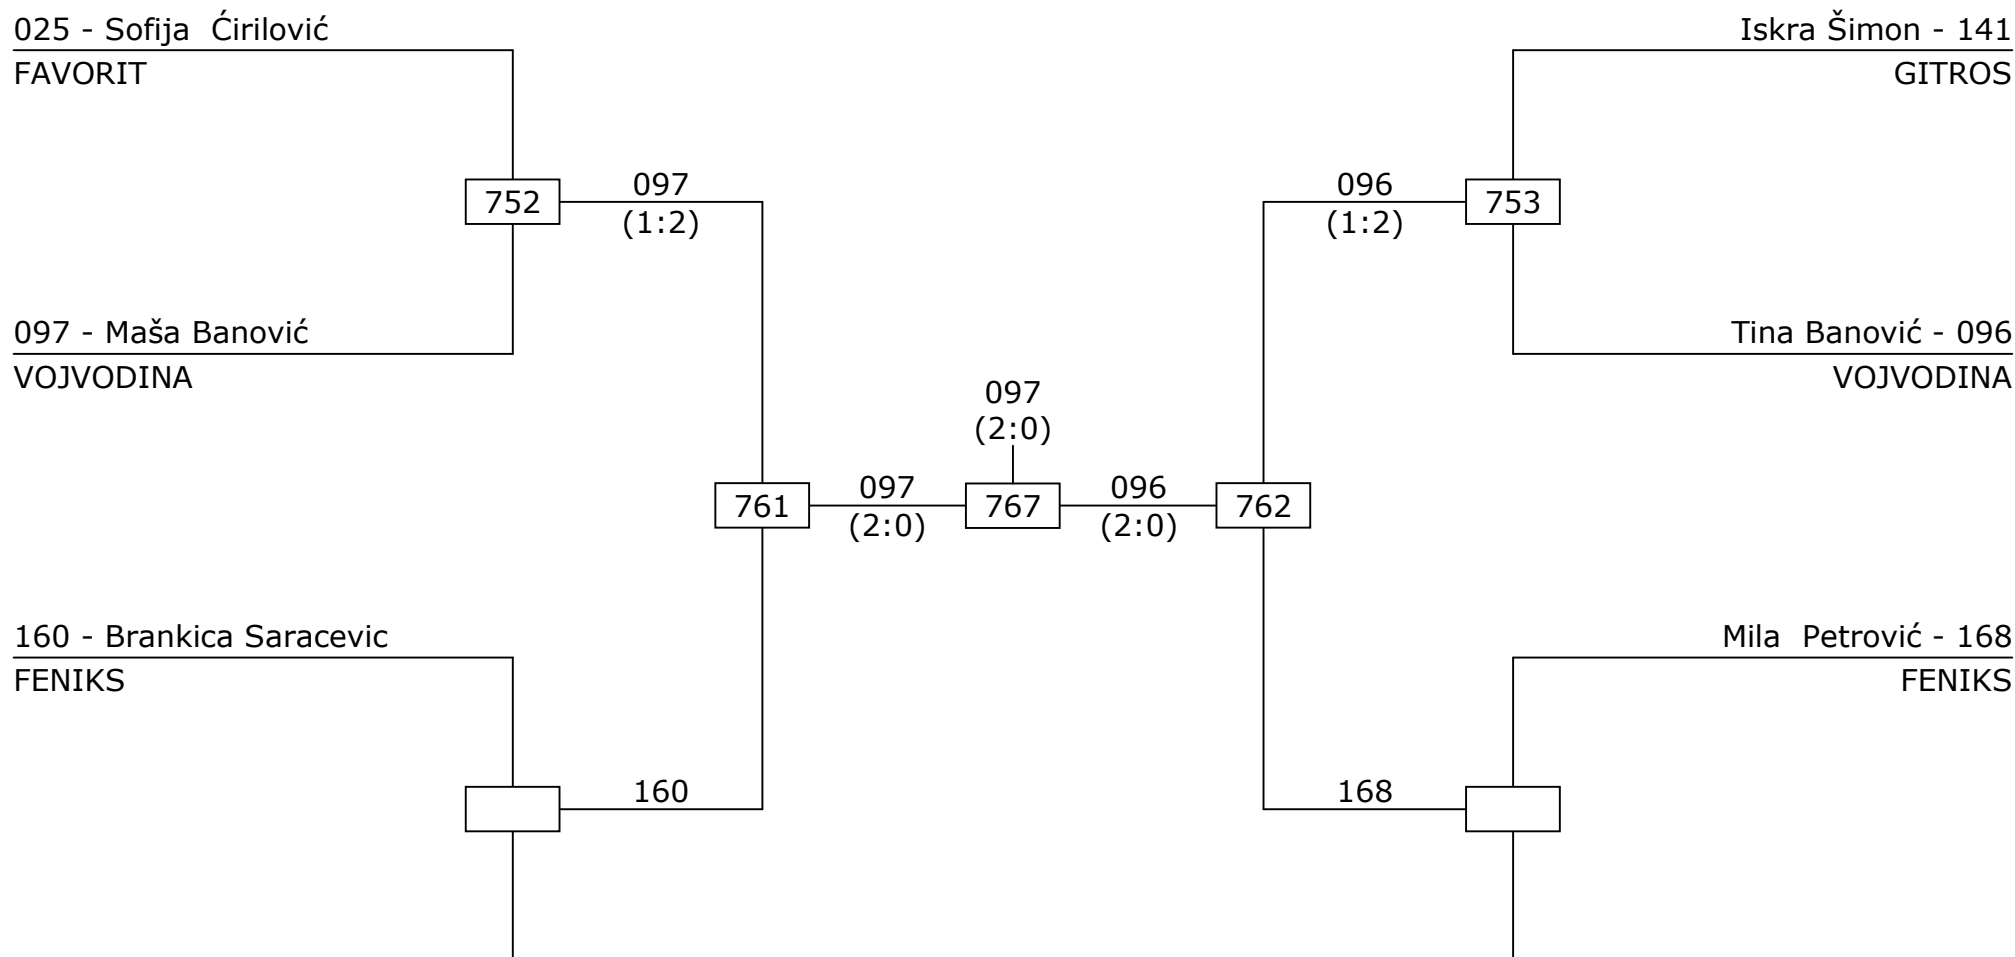 025 - Sofija  Ćirilović
FAVORIT
Iskra Šimon - 141
GITROS
752
097
(1:2)
096
(1:2)
753
097 - Maša Banović
VOJVODINA
Tina Banović - 096
VOJVODINA
097
(2:0)
761
097
(2:0)
767
096
(2:0)
762
160 - Brankica Saracevic
FENIKS
Mila  Petrović - 168
FENIKS
160
168